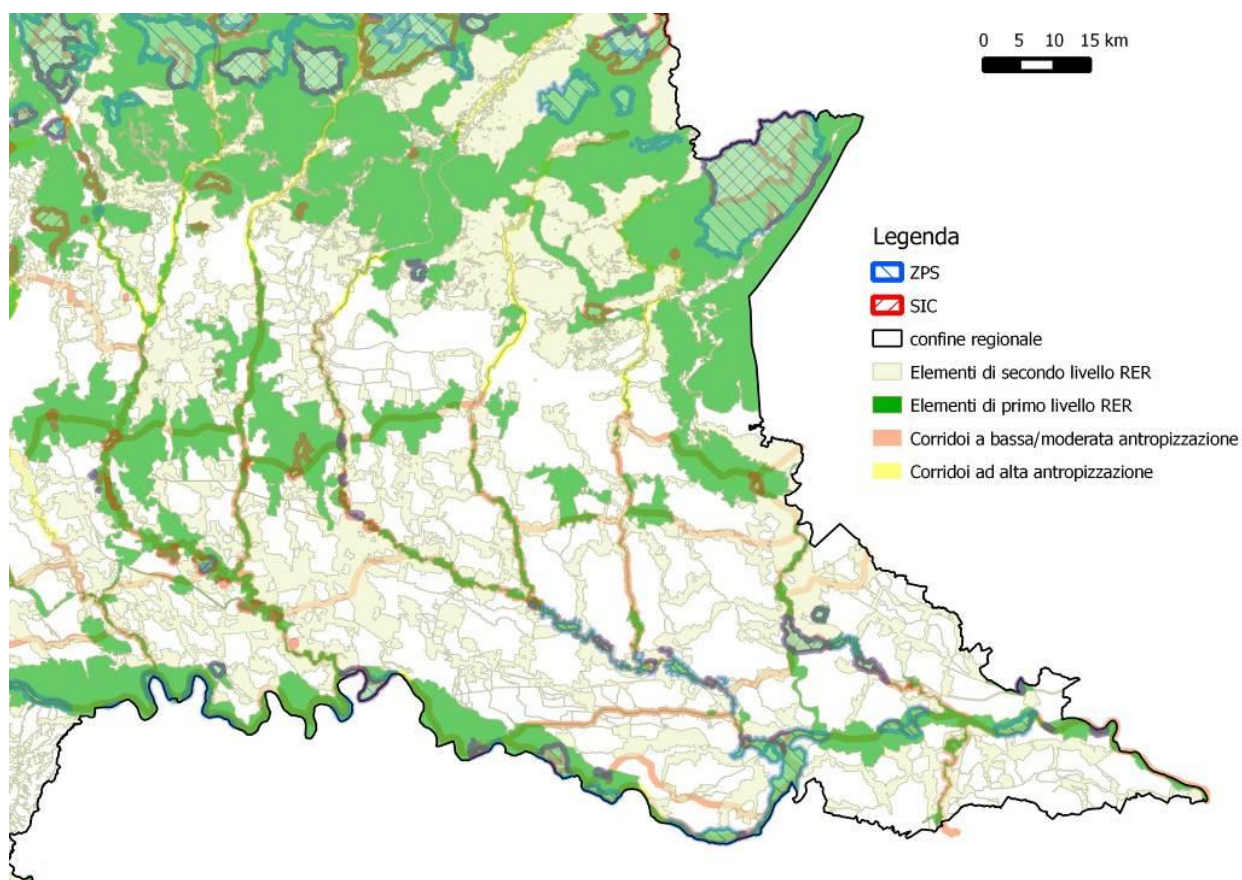 0 5 10 15 km
Legenda
ZPS
SIC
confine regionale
Elementi di secondo livello RER
Elementi di primo livello RER
Corridoi a bassa/moderata antropizzazione
Corridoi ad alta antropizzazione